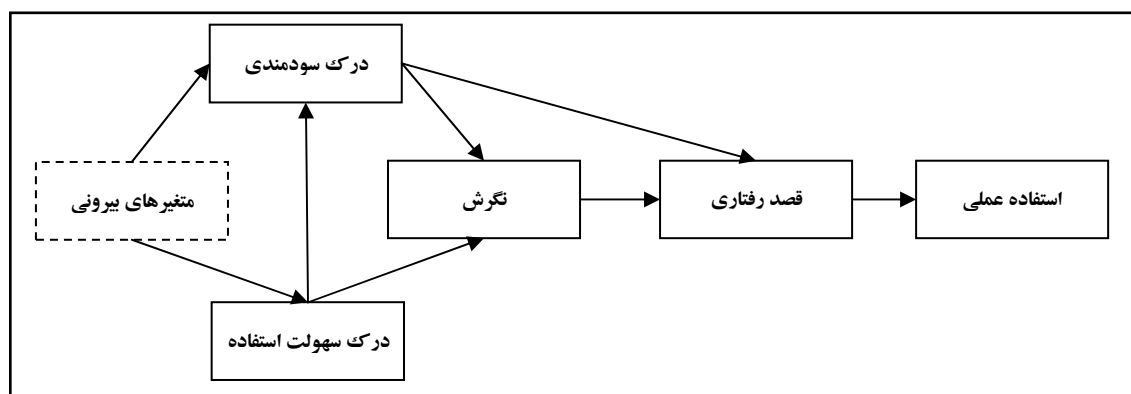 درک سودمندی
متغیرهای بیرونی
نگرش
قصد رفتاری
استفاده عملی
درک سهولت استفاده